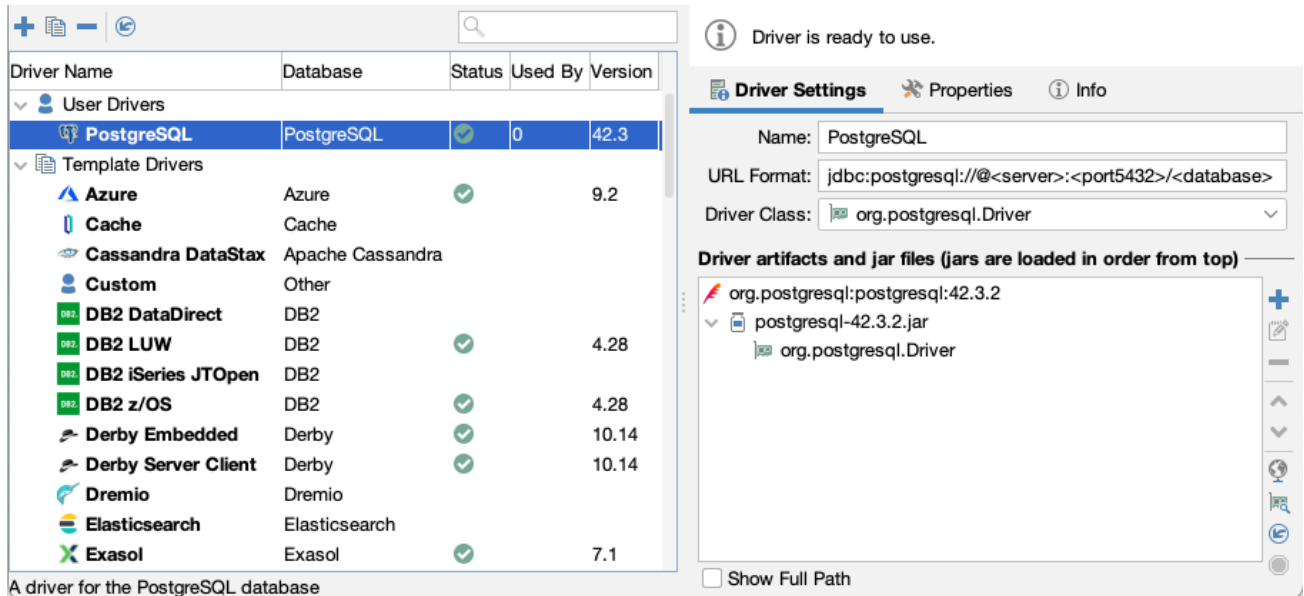 Driver Name Database Status Used By Version
User Drivers
PostgreSQL PostgreSQL 0 42.3
Template Drivers
Azure Azure 9.2
Cache Cache
Cassandra DataStax Apache Cassandra
Custom Other
DB2. DB2 DataDirect DB2
DB2. DB2 LUW DB2 4.28
DB2. DB2 iSeries JTOpen DB2
DB2. DB2 z/OS DB2 4.28
Derby Embedded Derby 10.14
Derby Server Client Derby 10.14
Dremio Dremio
Elasticsearch Elasticsearch
Exasol Exasol 7.1
A driver for the PostgreSQL database
Driver is ready to use.
Driver Settings Properties Info
Name: PostgreSQL
URL Format: jdbc:postgresql://@<server>:<port5432>/<database>
Driver Class: org.postgresql.Driver
Driver artifacts and jar files (jars are loaded in order from top)
org.postgresql:postgresql:42.3.2
postgresql-42.3.2.jar
org.postgresql.Driver
Show Full Path